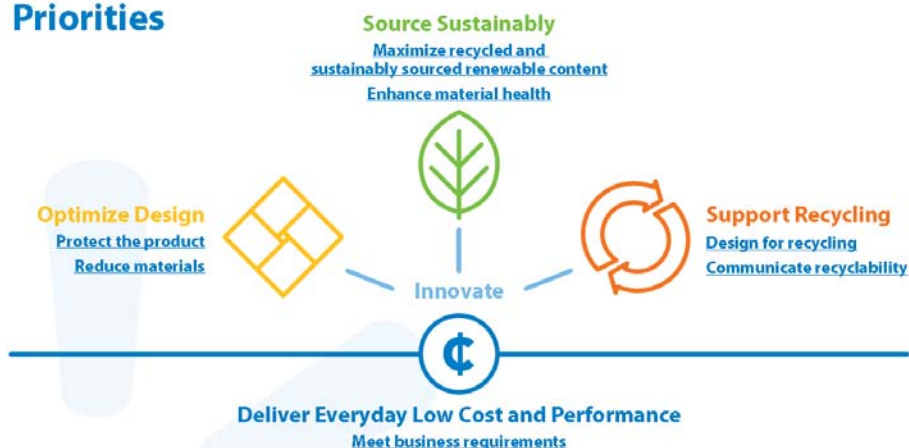 Priorities
Source Sustainably
Maximize recycled and
sustainably sourced renewable content
Enhance material health
Optimize Design
Protect the product
Reduce materials
Support Recycling
Design for recycling
Communicate recyclability
Innovate
¢
Deliver Everyday Low Cost and Performance
Meet business requirements